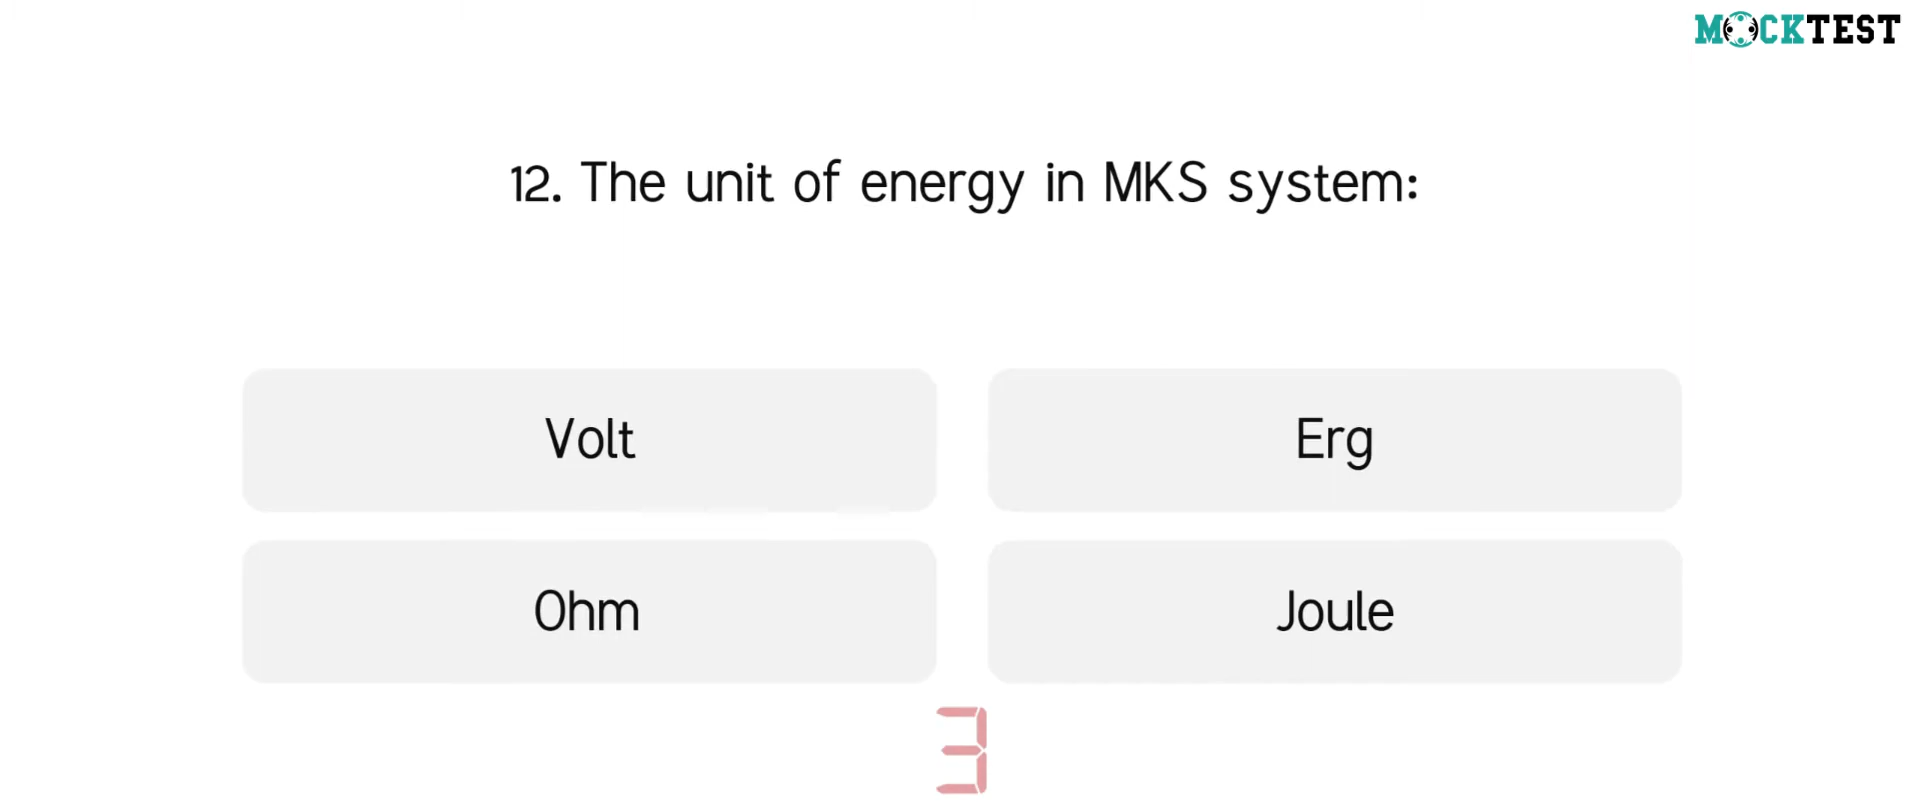 MOCKTEST
12. The unit of energy in MKS system:
Volt
Erg
Ohm
Joule
3